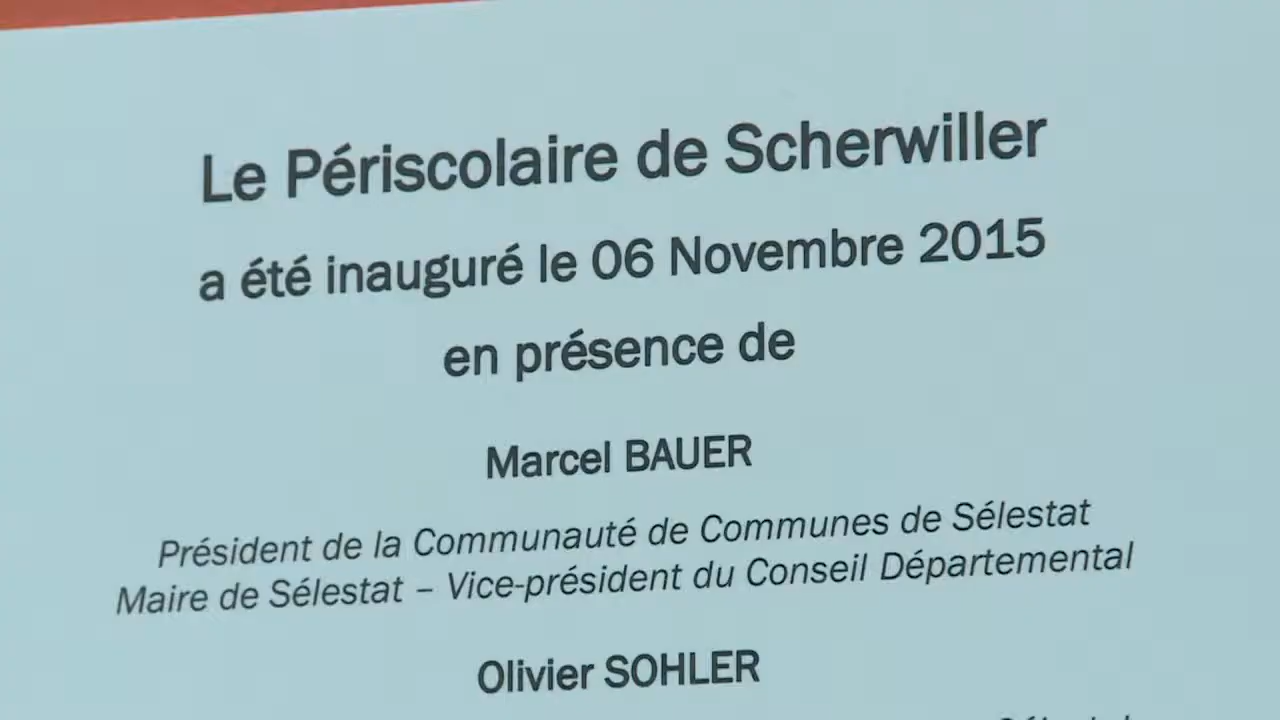 Le Périscolaire de Scherwiller
a été inauguré le 06 Novembre 2015
en présence de
Marcel BAUER
Président de la Communauté de Communes de Sélestat
Maire de Sélestat – Vice-président du Conseil Départemental
Olivier SOHLER